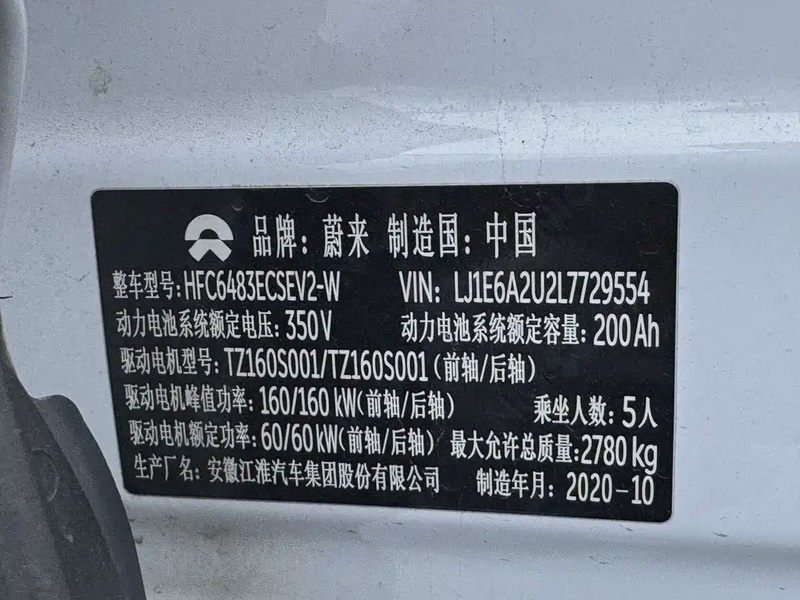 品牌：蔚来 制造国：中国
整车型号：HFC6483ECSEV2-W VIN：LJ1E6A2U2L7729554
动力电池系统额定电压：350V 动力电池系统额定容量：200Ah
驱动电机型号：TZ160S001/TZ160S001（前轴/后轴）
驱动电机峰值功率：160/160kW（前轴/后轴） 乘坐人数：5人
驱动电机额定功率：60/60kW（前轴/后轴） 最大允许总质量：2780kg
生产厂名：安徽江淮汽车集团股份有限公司 制造年月：2020-10